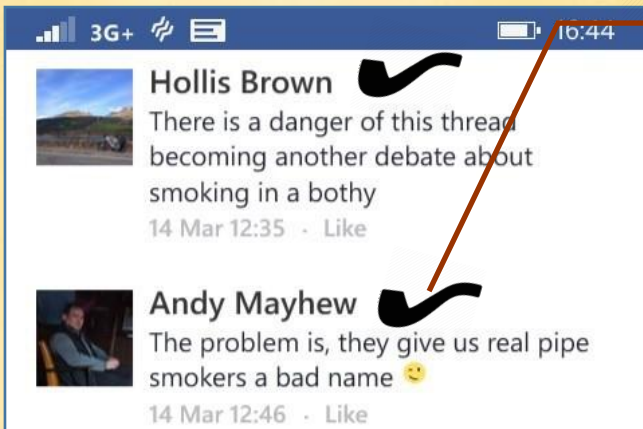 3G+ 16:44
Hollis Brown
There is a danger of this thread
becoming another debate about
smoking in a bothy
14 Mar 12:35 · Like
Andy Mayhew
The problem is, they give us real pipe
smokers a bad name 😉
14 Mar 12:46 · Like